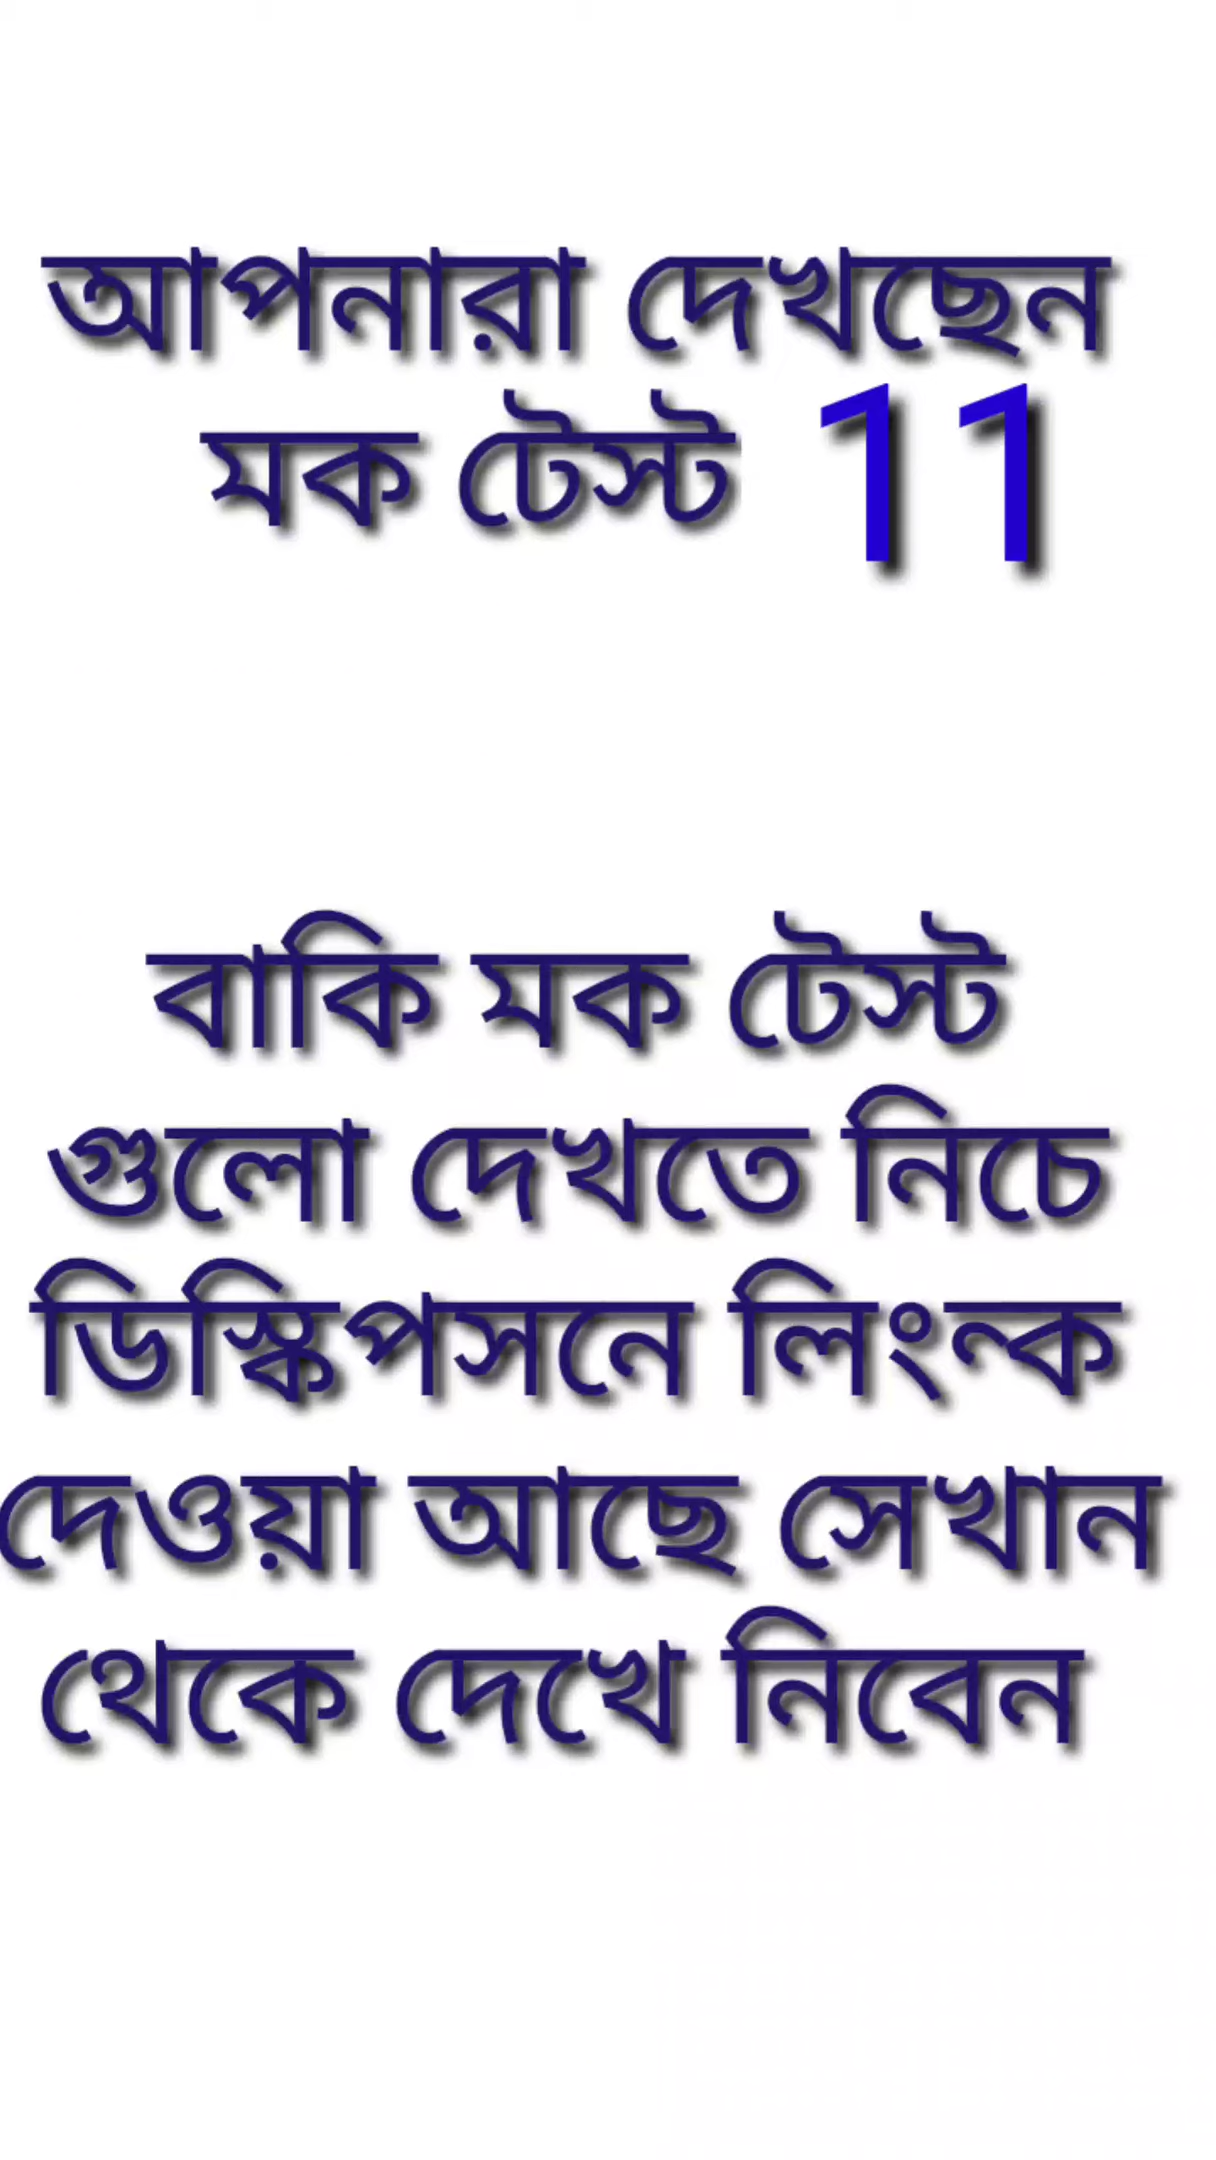 আপনারা দেখছেন
মক টেস্ট 11
বাকি মক টেস্ট
গুলো দেখতে নিচে
ডিস্কিপসনে লিংন্ক
দেওয়া আছে সেখান
থেকে দেখে নিবেন